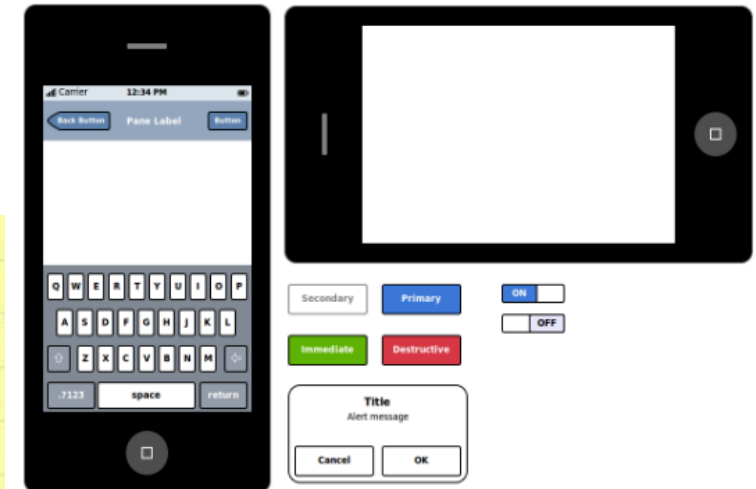 Carrier 12:34 PM
Back Button Pane Label Button
Q W E R T Y U I O P
A S D F G H J K L
Z X C V B N M
.?123 space return
Secondary Primary
ON
OFF
Immediate Destructive
Title
Alert message
Cancel OK